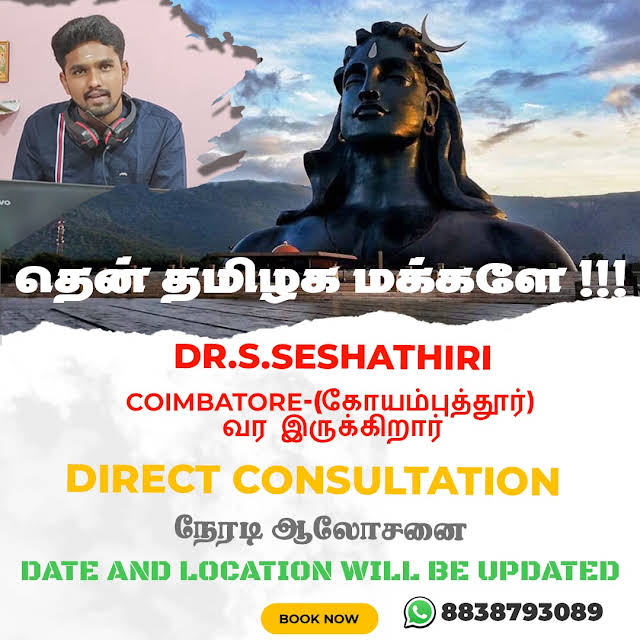 தென் தமிழக மக்களே !!!
DR.S.SESHATHIRI
COIMBATORE-(கோயம்புத்தூர்)
வர இருக்கிறார்
DIRECT CONSULTATION
நேரடி ஆலோசனை
DATE AND LOCATION WILL BE UPDATED
BOOK NOW
8838793089